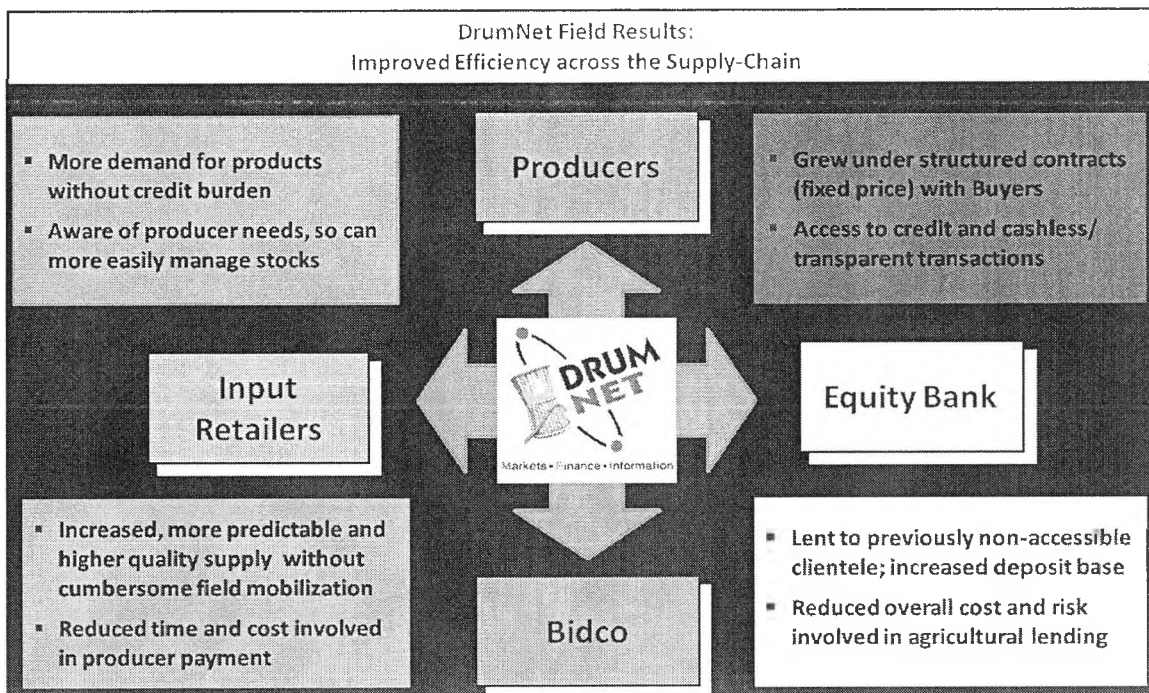 DrumNet Field Results:
Improved Efficiency across the Supply-Chain
▪ More demand for products
without credit burden
▪ Aware of producer needs, so can
more easily manage stocks
Producers
▪ Grew under structured contracts
(fixed price) with Buyers
▪ Access to credit and cashless/
transparent transactions
Input
Retailers
DRUM
NET
Markets • Finance • Information
Equity Bank
▪ Increased, more predictable and
higher quality supply without
cumbersome field mobilization
▪ Reduced time and cost involved
in producer payment
Bidco
▪ Lent to previously non-accessible
clientele; increased deposit base
▪ Reduced overall cost and risk
involved in agricultural lending